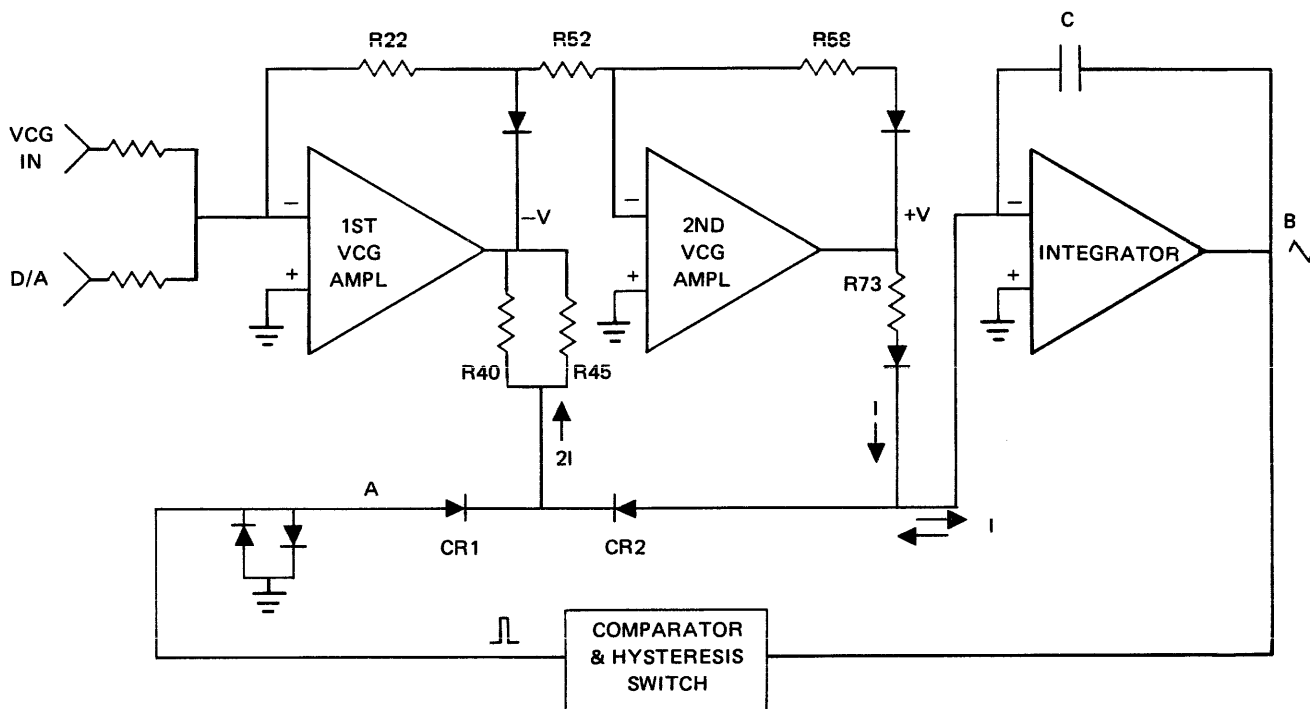 C
R22
R52
R58
VCG
IN
D/A
−
+
1ST
VCG
AMPL
−V
−
+
2ND
VCG
AMPL
+V
R73
−
+
INTEGRATOR
B
R40
R45
2I
I
A
CR1
CR2
I
COMPARATOR
& HYSTERESIS
SWITCH